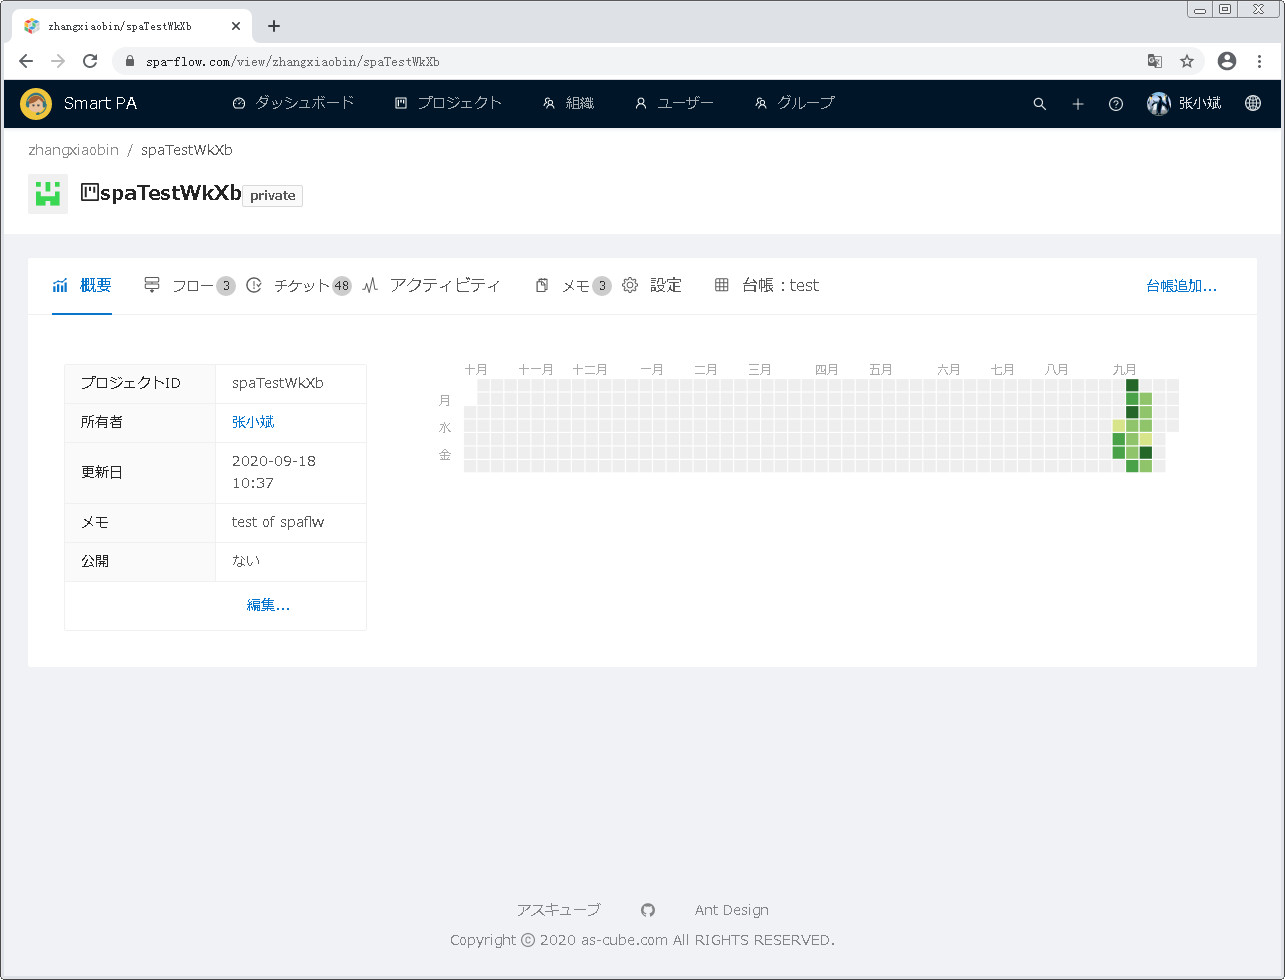 zhangxiaobin/spaTestWkXb
spa-flow.com/view/zhangxiaobin/spaTestWkXb
Smart PA ダッシュボード プロジェクト 組織 ユーザー グループ 张小斌
zhangxiaobin / spaTestWkXb
spaTestWkXb private
概要 フロー 3 チケット 48 アクティビティ メモ 3 設定 台帳：test 台帳追加...
十月 十一月 十二月 一月 二月 三月 四月 五月 六月 七月 八月 九月
月
水
金
プロジェクトID spaTestWkXb
所有者 张小斌
更新日 2020-09-18
10:37
メモ test of spaflw
公開 ない
編集...
アスキューブ Ant Design
Copyright © 2020 as-cube.com All RIGHTS RESERVED.